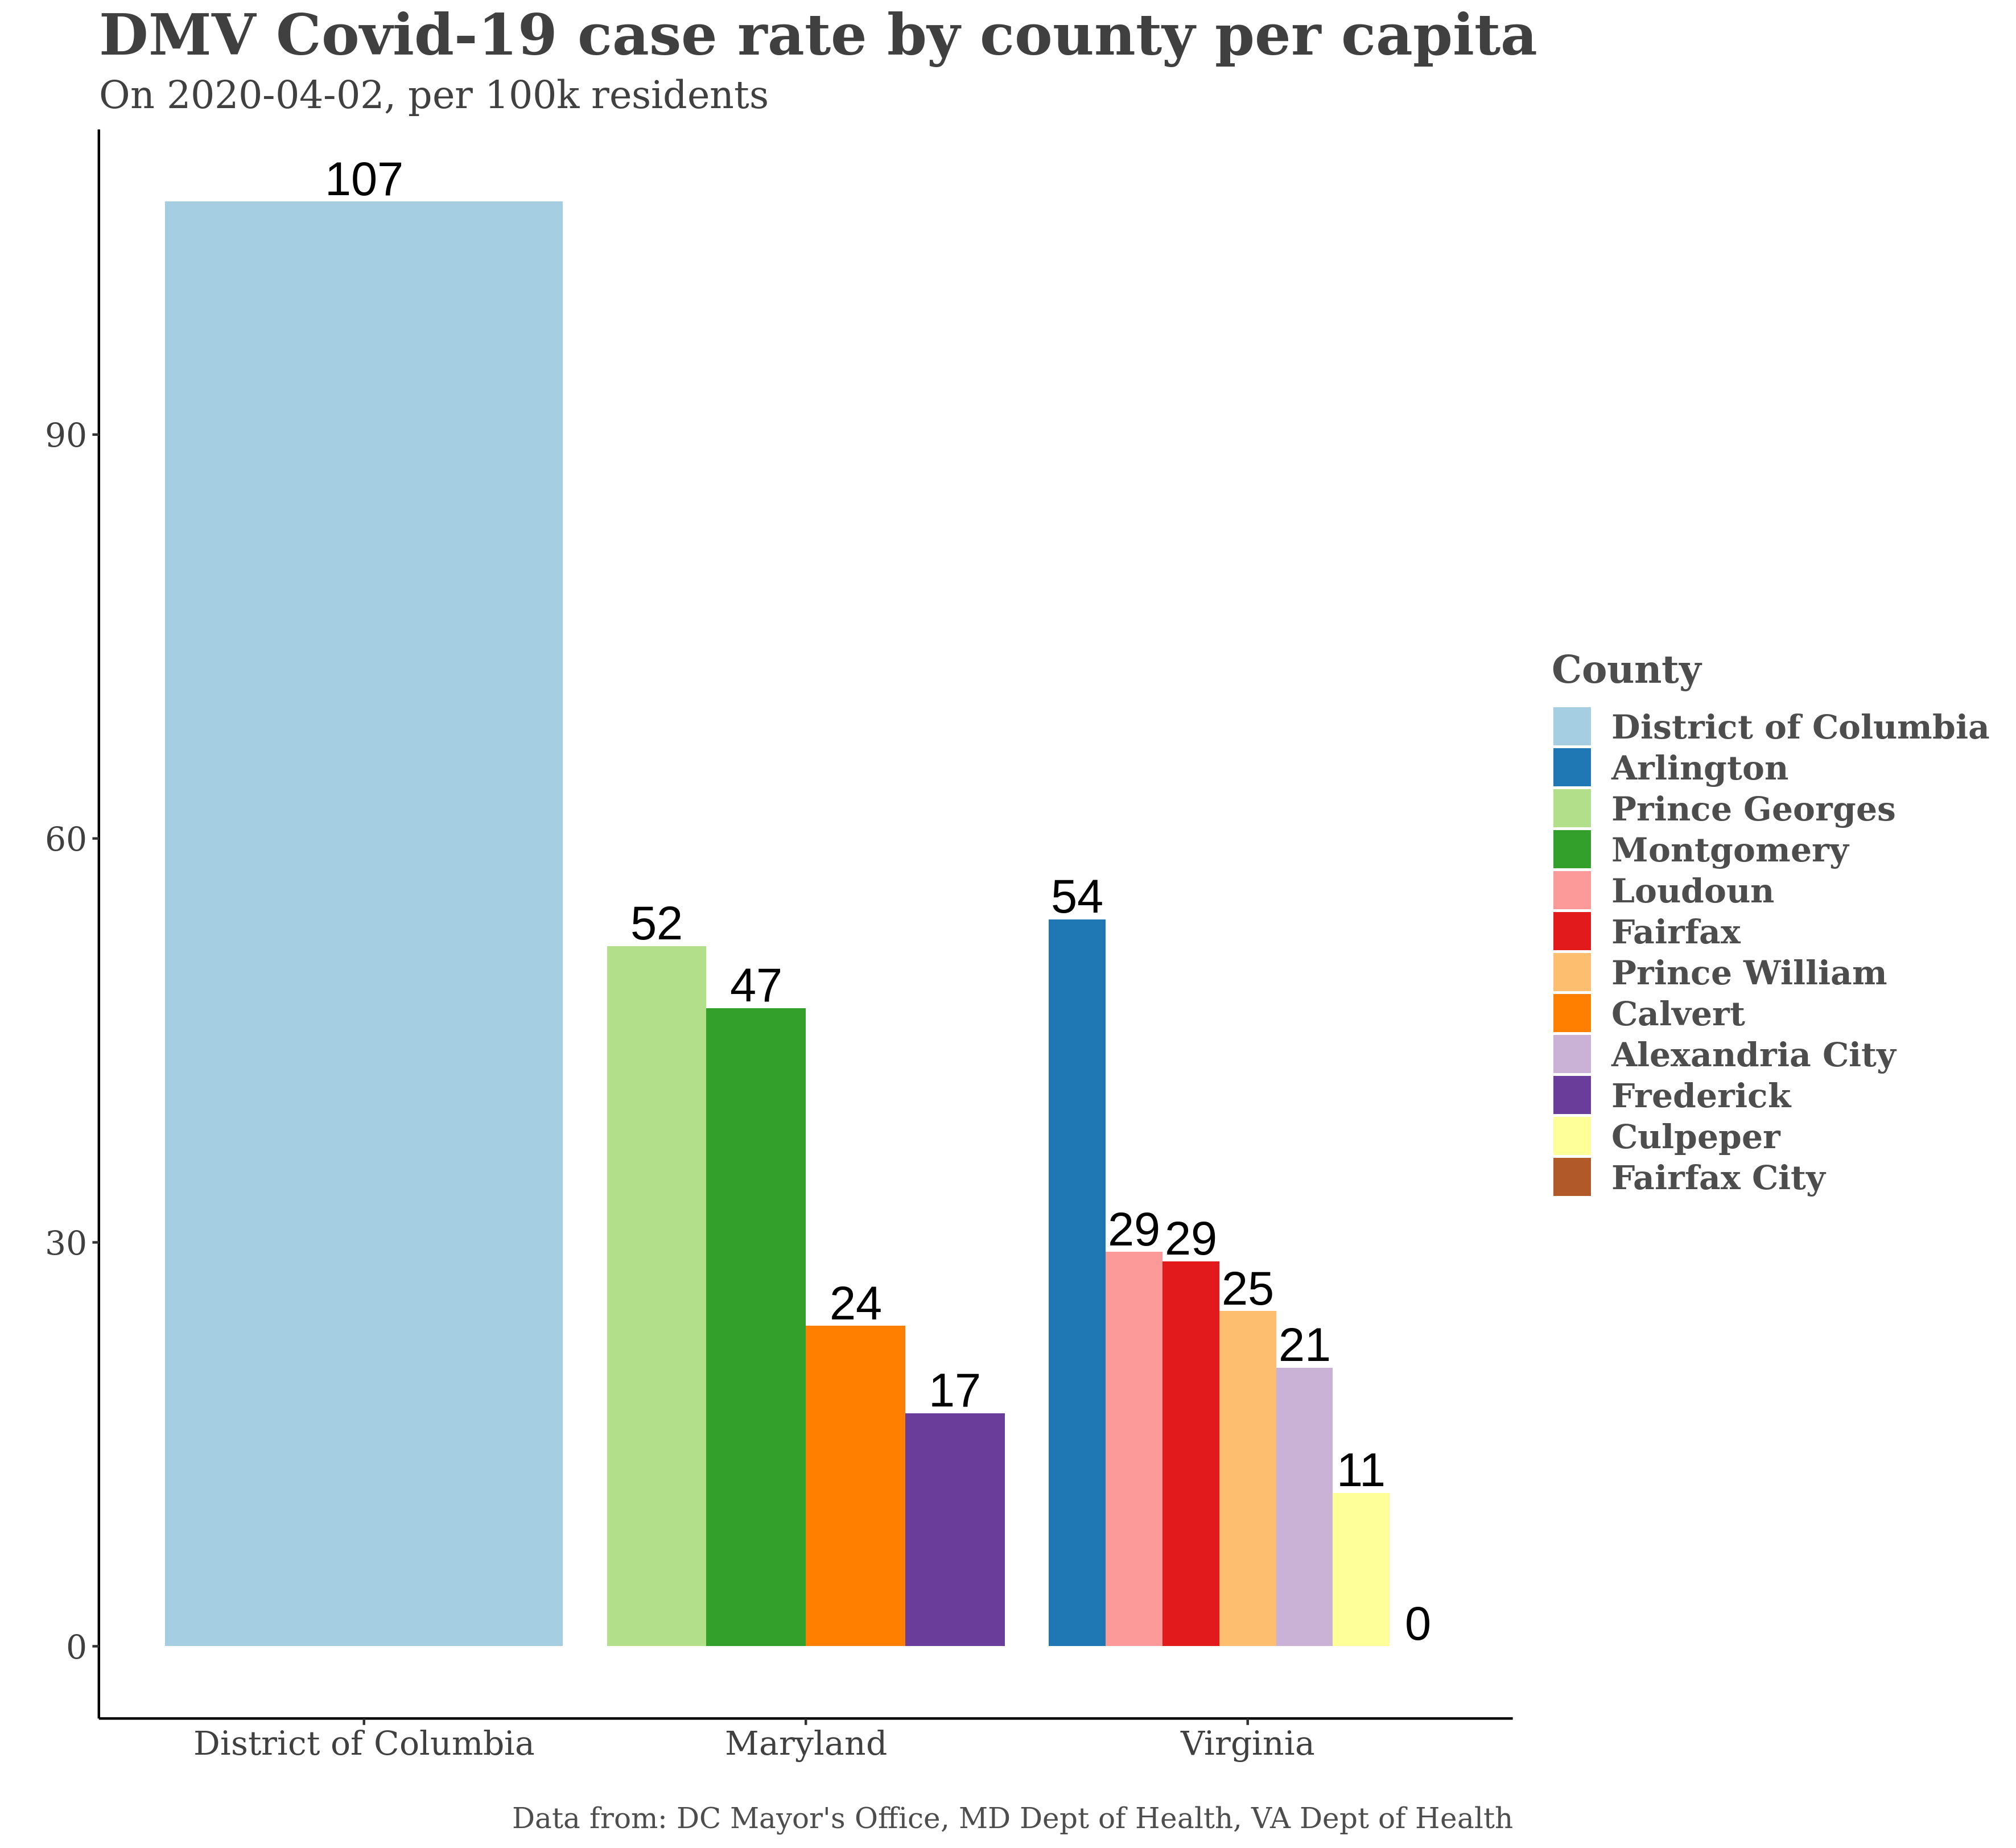 DMV Covid-19 case rate by county per capita
On 2020-04-02, per 100k residents
107
90
60
30
0
52
47
24
17
54
29
29
25
21
11
0
District of Columbia
Maryland
Virginia
County
District of Columbia
Arlington
Prince Georges
Montgomery
Loudoun
Fairfax
Prince William
Calvert
Alexandria City
Frederick
Culpeper
Fairfax City
Data from: DC Mayor's Office, MD Dept of Health, VA Dept of Health